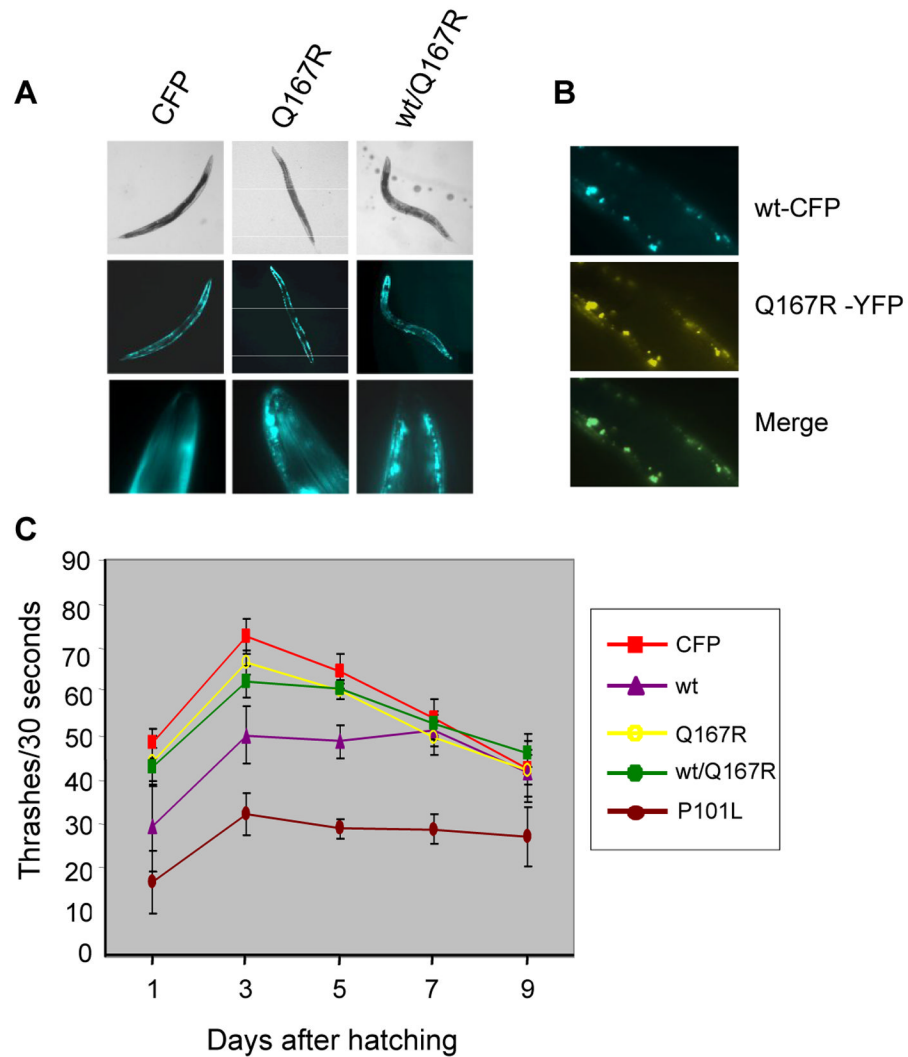 A
CFP
Q167R
wt/Q167R
B
wt-CFP
Q167R -YFP
Merge
C
Thrashes/30 seconds
90
80
70
60
50
40
30
20
10
0
1 3 5 7 9
Days after hatching
CFP
wt
Q167R
wt/Q167R
P101L